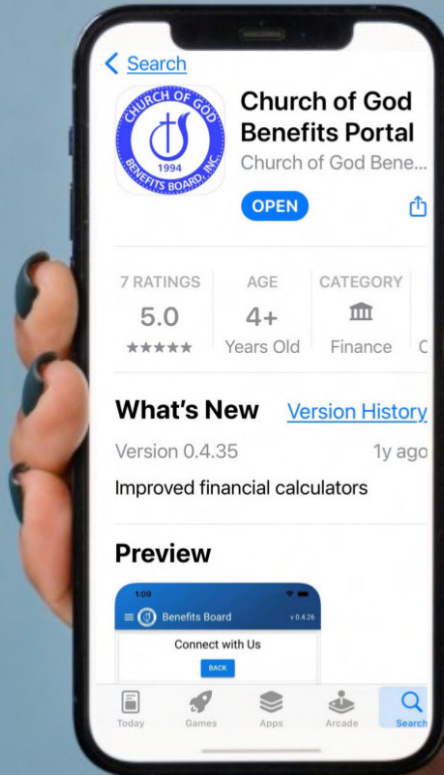 Search
CHURCH OF GOD
1994
BENEFITS BOARD, INC.
Church of God
Benefits Portal
Church of God Bene...
OPEN
7 RATINGS
AGE
CATEGORY
5.0
4+
★★★★★
Years Old
Finance
C
What's New
Version History
Version 0.4.35
1y ago
Improved financial calculators
Preview
1:09
Benefits Board
v 0.4.26
Connect with Us
BACK
Today
Games
Apps
Arcade
Search